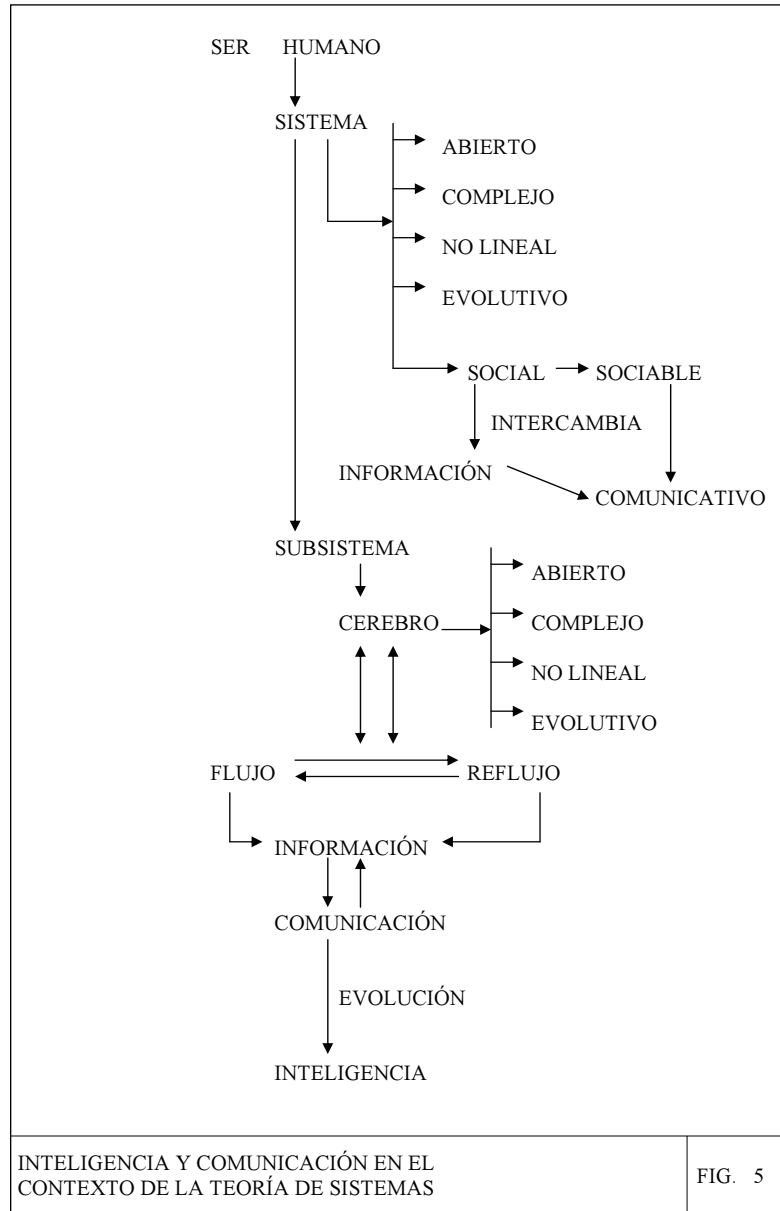 SER HUMANO
SISTEMA
ABIERTO
COMPLEJO
NO LINEAL
EVOLUTIVO
SOCIAL SOCIABLE
INTERCAMBIA
INFORMACIÓN
COMUNICATIVO
SUBSISTEMA
ABIERTO
CEREBRO
COMPLEJO
NO LINEAL
EVOLUTIVO
FLUJO REFLUJO
INFORMACIÓN
COMUNICACIÓN
EVOLUCIÓN
INTELIGENCIA
INTELIGENCIA Y COMUNICACIÓN EN EL
CONTEXTO DE LA TEORÍA DE SISTEMAS
FIG. 5